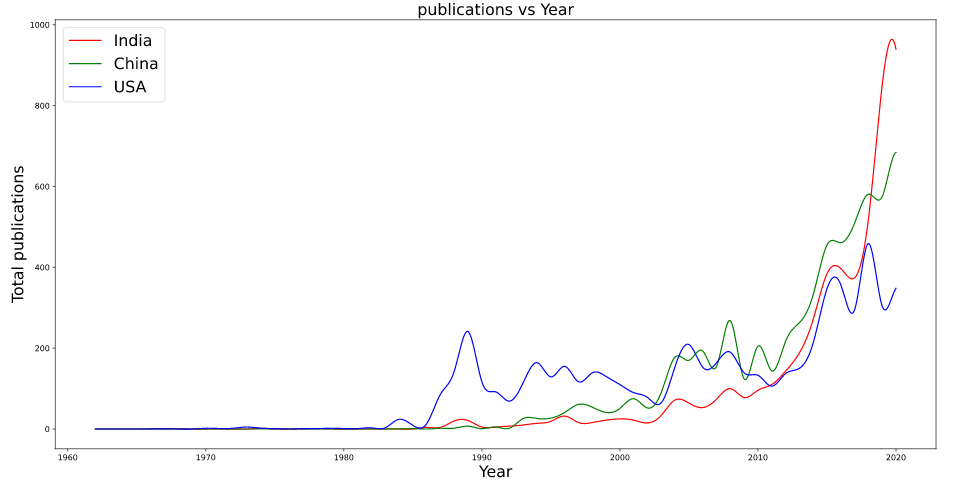 publications vs Year
1000
800
600
400
200
0
Total publications
India
China
USA
1960 1970 1980 1990 2000 2010 2020
Year